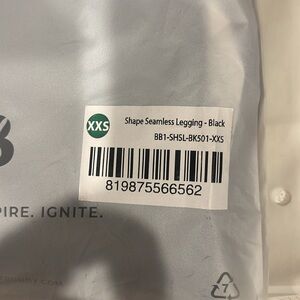 XXS
Shape Seamless Legging - Black
BB1-SHSL-BK501-XXS
819875566562
PIRE. IGNITE.
7